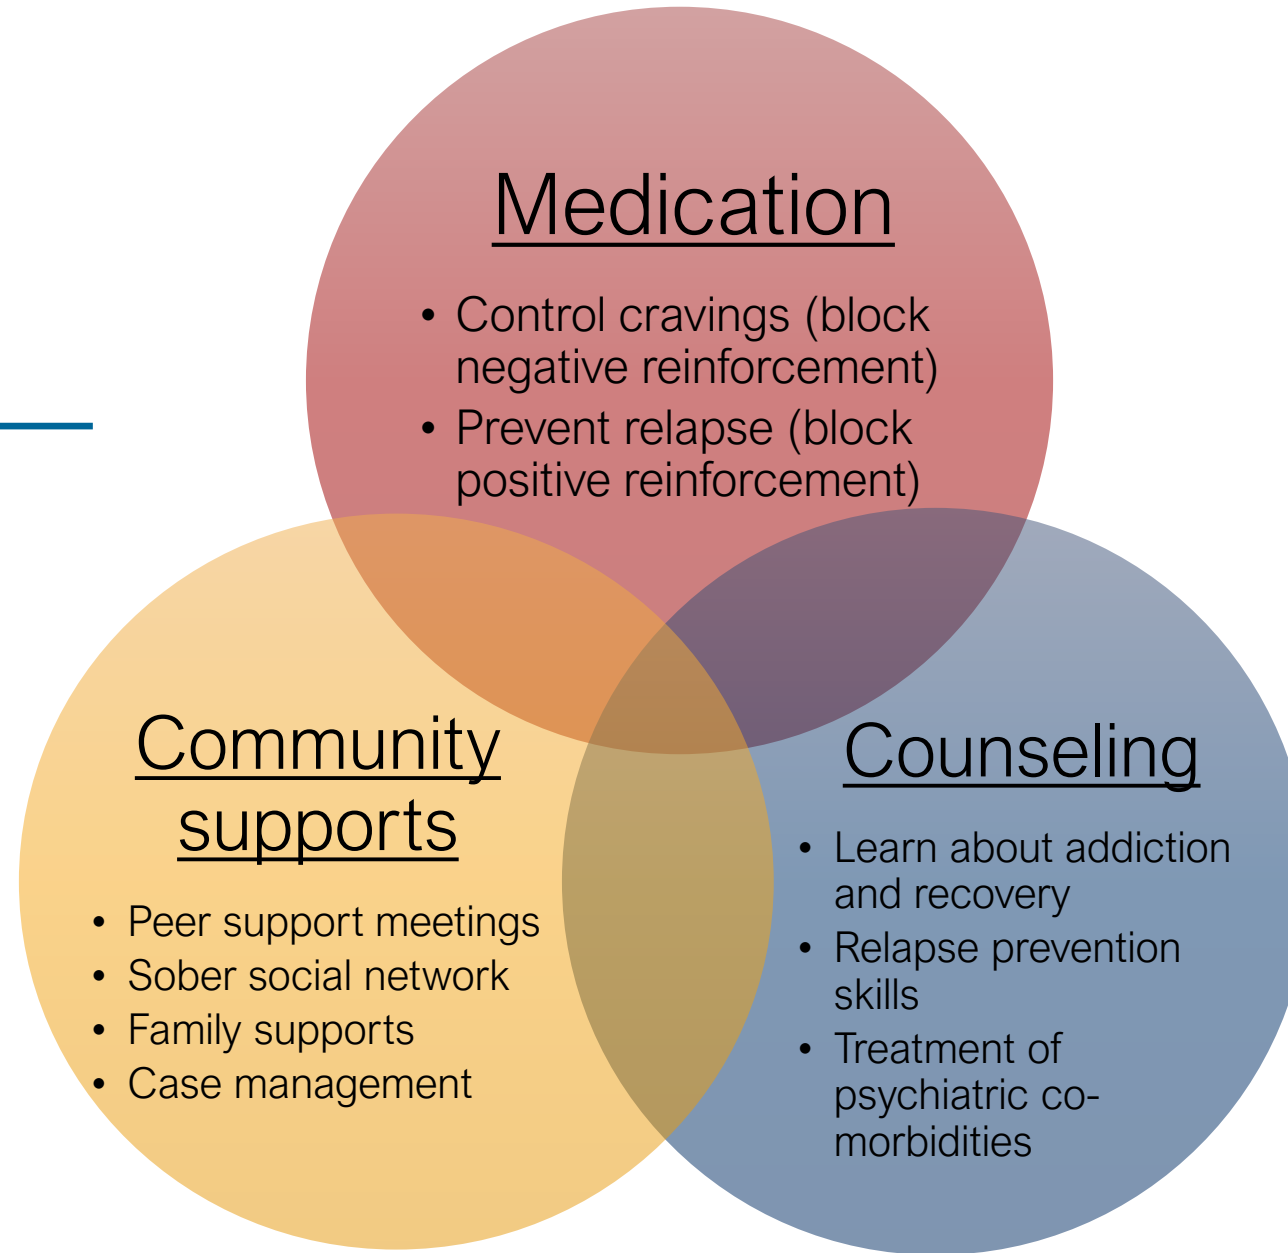 Medication
• Control cravings (block
negative reinforcement)
• Prevent relapse (block
positive reinforcement)
Community
supports
• Peer support meetings
• Sober social network
• Family supports
• Case management
Counseling
• Learn about addiction
and recovery
• Relapse prevention
skills
• Treatment of
psychiatric co-
morbidities